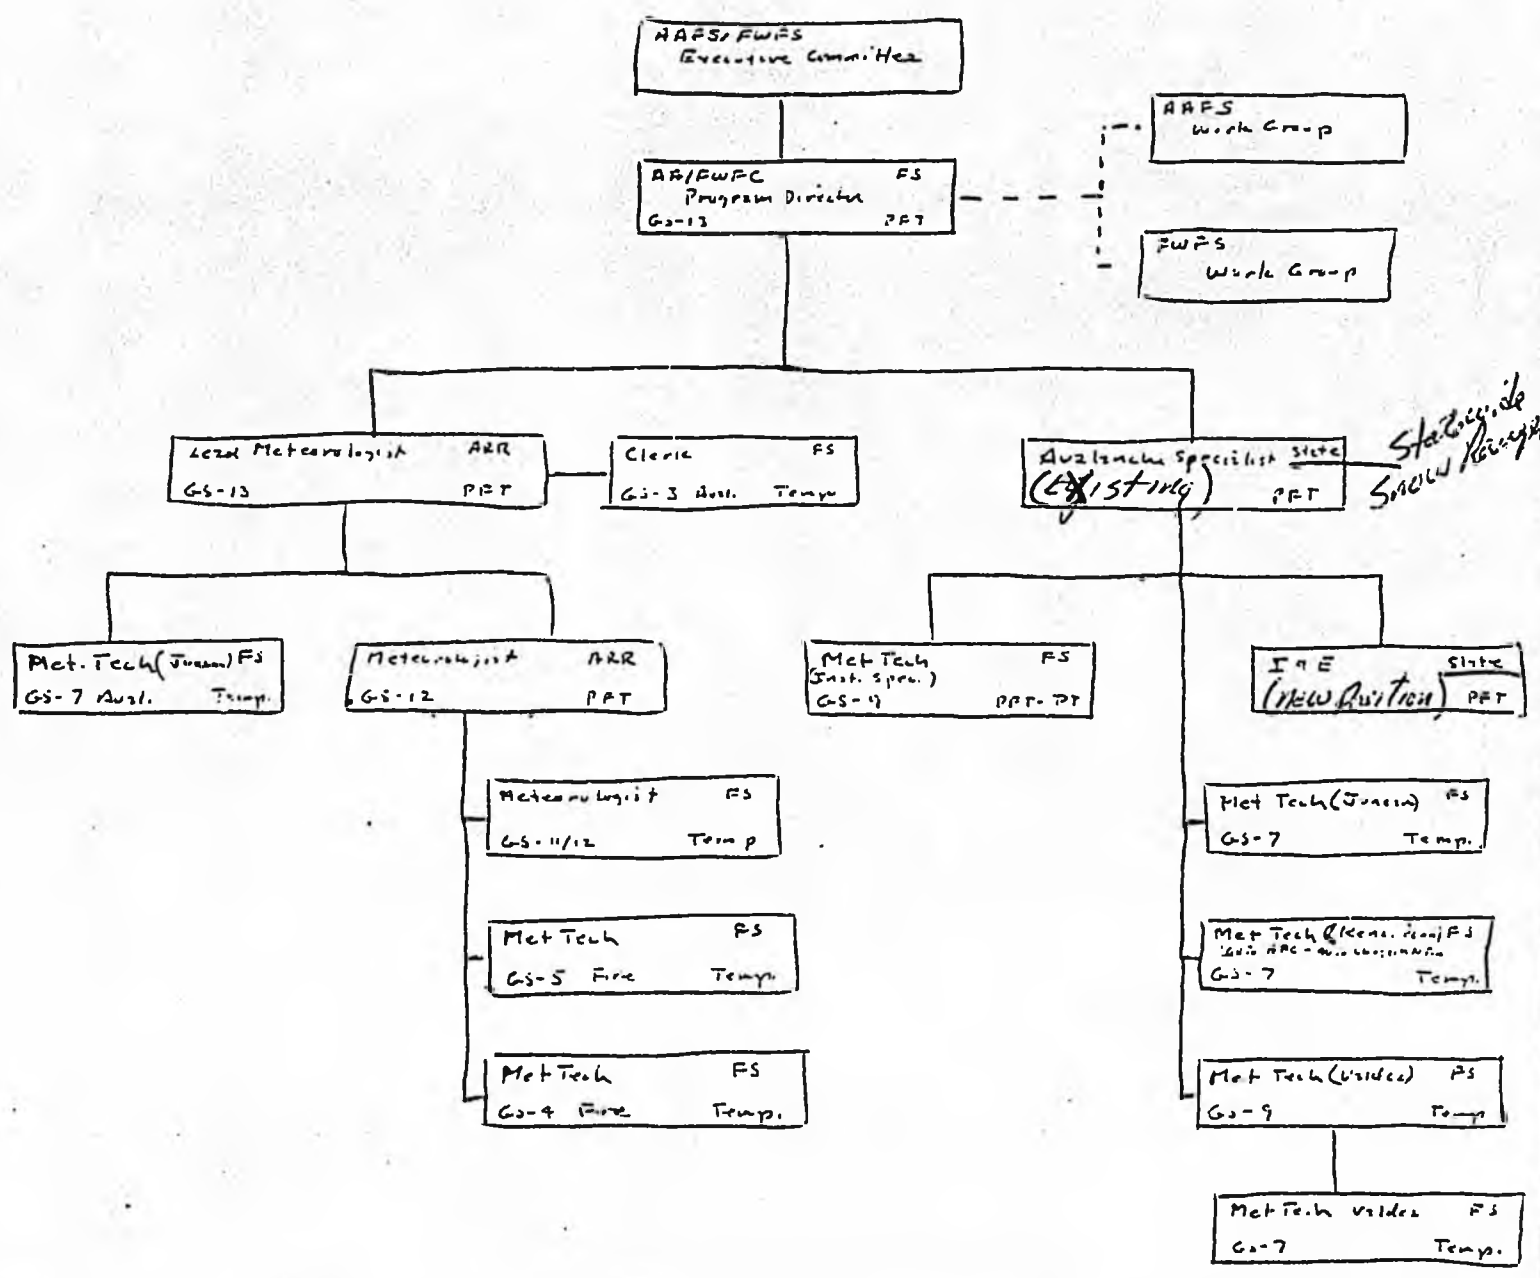 AAFS/FWFS
Executive Committee
AAFS
Work Group
AA/FWFC FS
Program Director
GS-13 PFT
FWFS
Work Group
Lead Meteorologist ARR
GS-13 PFT
Clerk FS
GS-3 Aval. Temp
Avalanche Specialist State
(EXISTING) PFT
Statewide
Snow
Met. Tech (Juneau) FS
GS-7 Aval. Temp.
Meteorologist ARR
GS-12 PFT
Met Tech FS
(Inst. Spec.)
GS-9 PFT-PT
I & E State
(NEW Position) PFT
Meteorologist FS
GS-11/12 Temp
Met Tech (Juneau) FS
GS-7 Temp.
Met Tech FS
GS-5 Fire Temp.
Met Tech FS
GS-7 Temp.
Met Tech FS
GS-4 Fire Temp.
Met Tech (Valdez) FS
GS-9 Temp
Met Tech Valdez FS
GS-7 Temp.